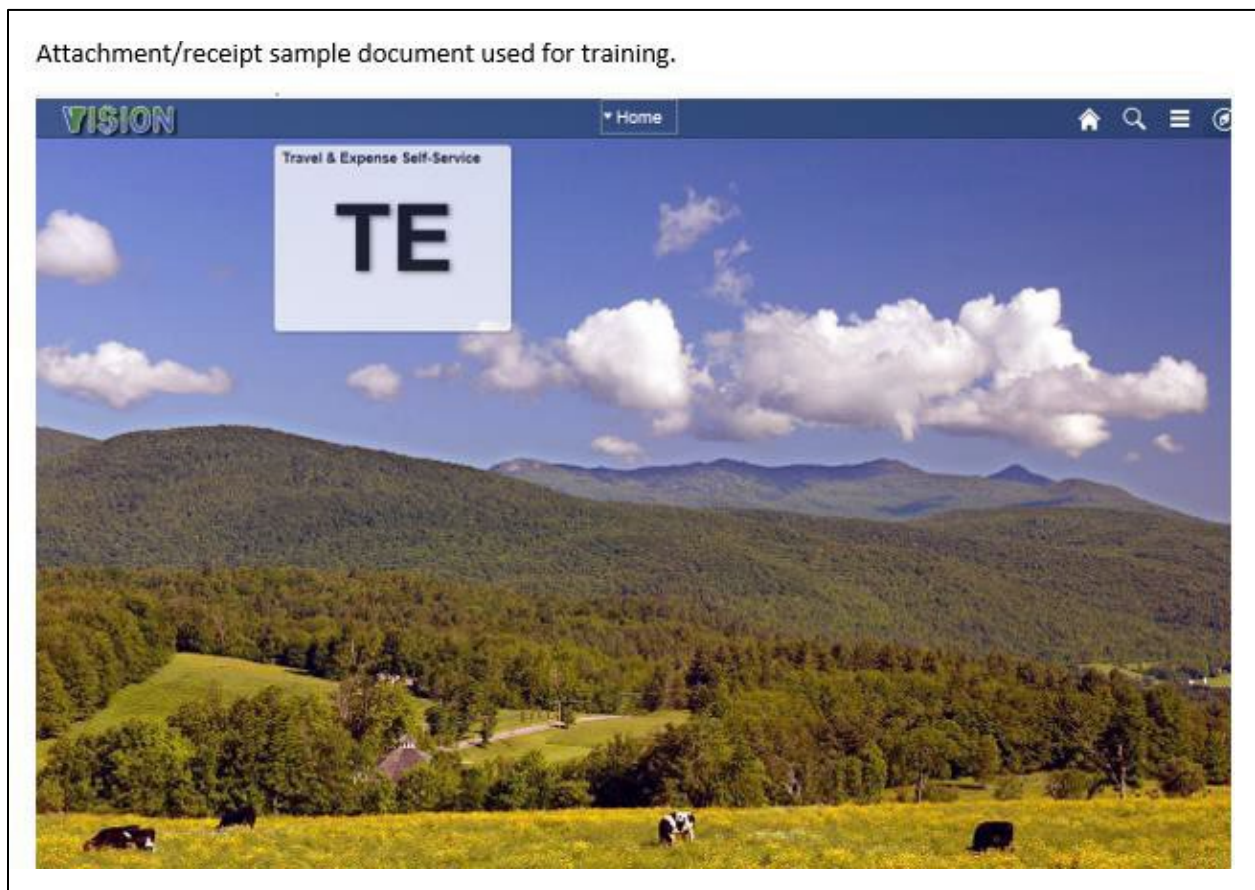 Attachment/receipt sample document used for training.
VISION
Home
Travel & Expense Self-Service
TE